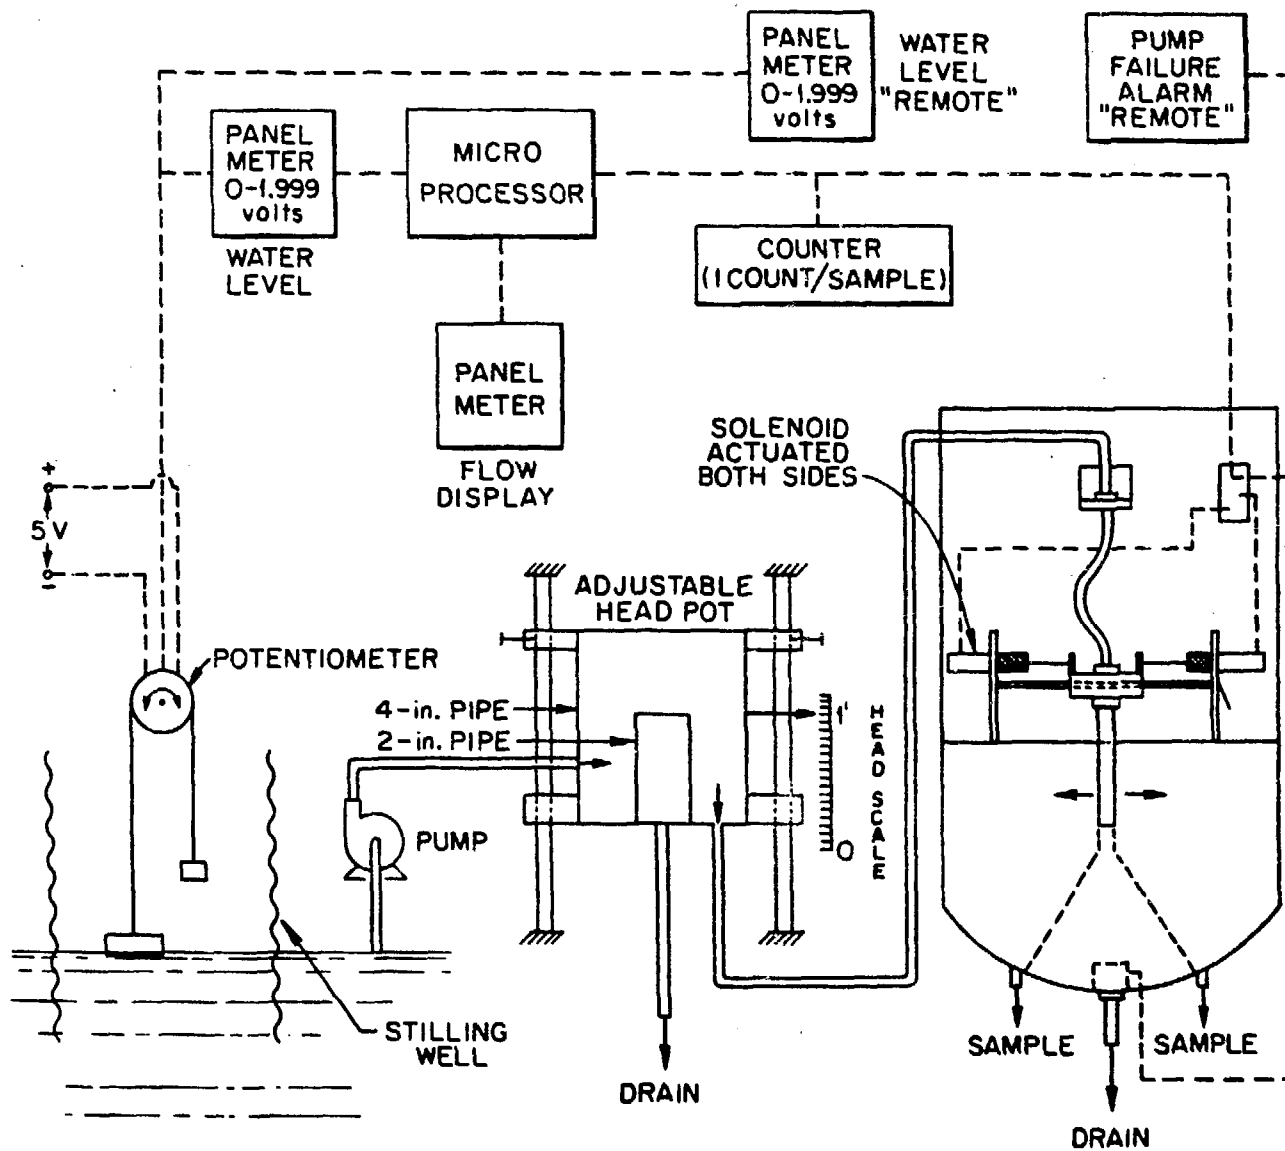 PANEL
METER
0-1.999
volts
WATER
LEVEL
"REMOTE"
PUMP
FAILURE
ALARM
"REMOTE"
PANEL
METER
0-1.999
volts
WATER
LEVEL
MICRO
PROCESSOR
COUNTER
(1 COUNT/SAMPLE)
PANEL
METER
FLOW
DISPLAY
SOLENOID
ACTUATED
BOTH SIDES
+
5 V
-
ADJUSTABLE
HEAD POT
POTENTIOMETER
4-in. PIPE
2-in. PIPE
1'
HEAD SCALE
0
PUMP
STILLING
WELL
DRAIN
SAMPLE
SAMPLE
DRAIN